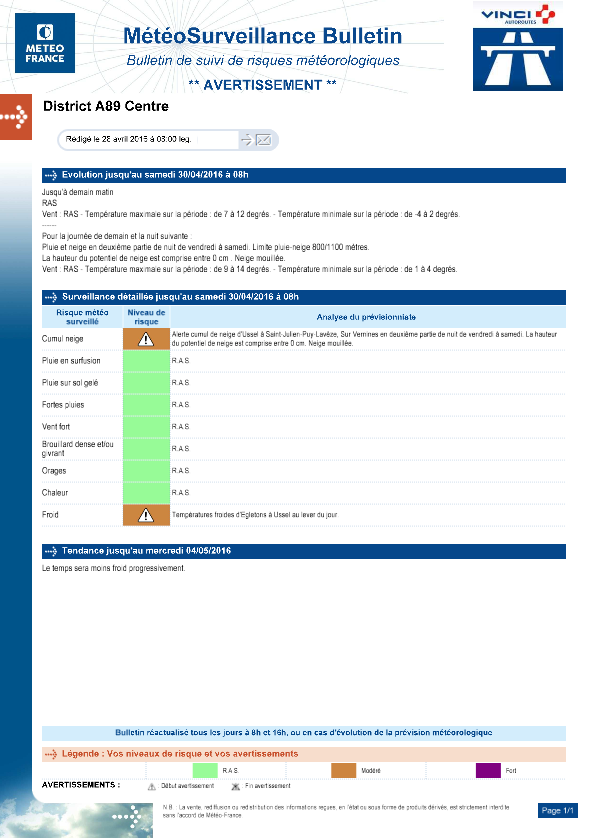 METEO
FRANCE
MétéoSurveillance Bulletin
Bulletin de suivi de risques météorologiques
** AVERTISSEMENT **
VINCI
AUTOROUTES
District A89 Centre
Rédigé le 28 avril 2016 à 08:00 leg.
Evolution jusqu'au samedi 30/04/2016 à 08h
Jusqu'à demain matin
RAS
Vent : RAS - Température maximale sur la période : de 7 à 12 degrés. - Température minimale sur la période : de -4 à 2 degrés.
-------
Pour la journée de demain et la nuit suivante :
Pluie et neige en deuxième partie de nuit de vendredi à samedi. Limite pluie-neige 800/1100 mètres.
La hauteur du potentiel de neige est comprise entre 0 cm . Neige mouillée.
Vent : RAS - Température maximale sur la période : de 9 à 14 degrés. - Température minimale sur la période : de 1 à 4 degrés.
Surveillance détaillée jusqu'au samedi 30/04/2016 à 08h
Risque météo surveillé
Niveau de risque
Analyse du prévisionniste
Cumul neige
Alerte cumul de neige d'Ussel à Saint-Julien-Puy-Lavèze, Sur Vernines en deuxième partie de nuit de vendredi à samedi. La hauteur
du potentiel de neige est comprise entre 0 cm. Neige mouillée.
Pluie en surfusion
R.A.S.
Pluie sur sol gelé
R.A.S.
Fortes pluies
R.A.S.
Vent fort
R.A.S.
Brouillard dense et/ou
givrant
R.A.S.
Orages
R.A.S.
Chaleur
R.A.S.
Froid
Températures froides d'Egletons à Ussel au lever du jour.
Tendance jusqu'au mercredi 04/05/2016
Le temps sera moins froid progressivement.
Bulletin réactualisé tous les jours à 8h et 16h, ou en cas d'évolution de la prévision météorologique
Légende : Vos niveaux de risque et vos avertissements
R.A.S.
Modéré
Fort
AVERTISSEMENTS :
Début avertissement
Fin avertissement
N.B. : La vente, rediffusion ou redistribution des informations reçues, en l'état ou sous forme de produits dérivés, est strictement interdite
sans l'accord de Météo-France
Page 1/1